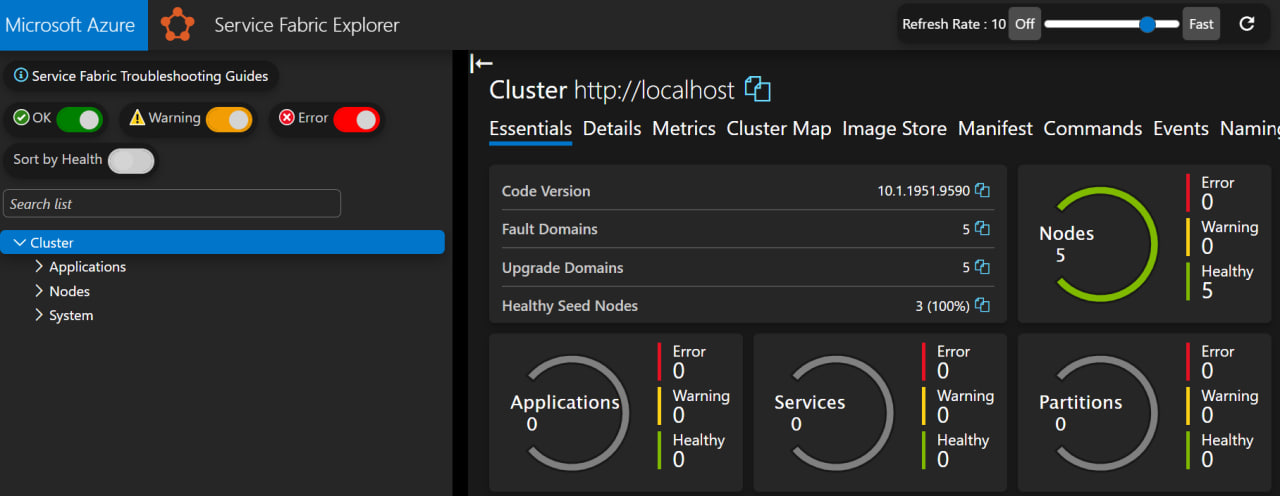 Microsoft Azure
Service Fabric Explorer
Refresh Rate : 10 Off Fast
Service Fabric Troubleshooting Guides
OK Warning Error
Sort by Health
Search list
Cluster
Applications
Nodes
System
Cluster http://localhost
Essentials Details Metrics Cluster Map Image Store Manifest Commands Events Naming
Code Version 10.1.1951.9590
Fault Domains 5
Upgrade Domains 5
Healthy Seed Nodes 3 (100%)
Nodes
5
Error
0
Warning
0
Healthy
5
Applications
0
Error
0
Warning
0
Healthy
0
Services
0
Error
0
Warning
0
Healthy
0
Partitions
0
Error
0
Warning
0
Healthy
0